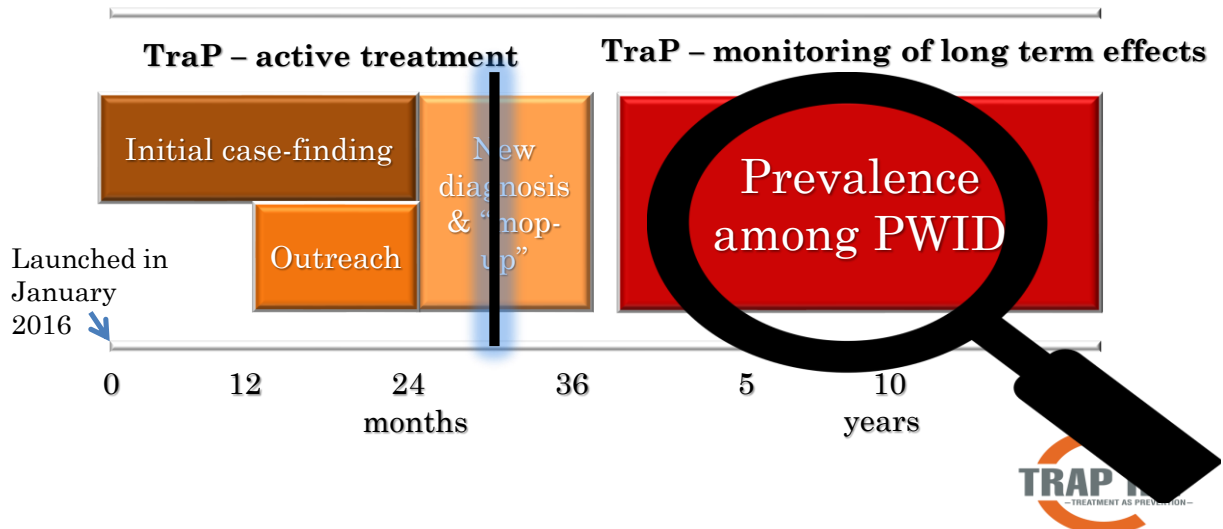 TraP – active treatment
TraP – monitoring of long term effects
Initial case-finding
New
diagnosis
& “mop-
up”
Outreach
Prevalence
among PWID
Launched in
January
2016
0 12 24 36 5 10
months years
TRAP
–TREATMENT AS PREVENTION–